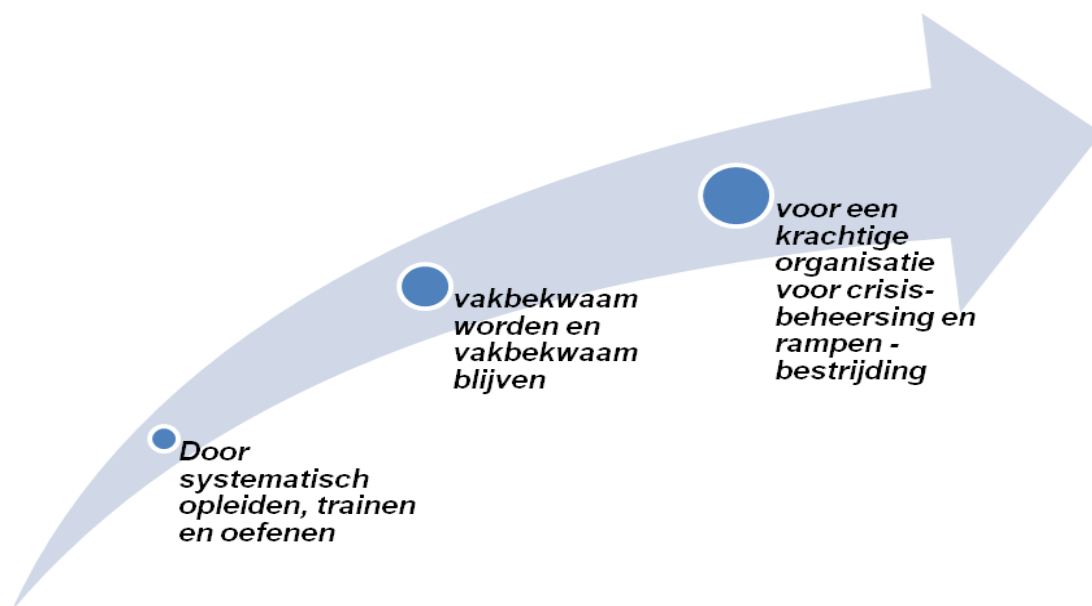 Door
systematisch
opleiden, trainen
en oefenen
vakbekwaam
worden en
vakbekwaam
blijven
voor een
krachtige
organisatie
voor crisis-
beheersing en
rampen -
bestrijding